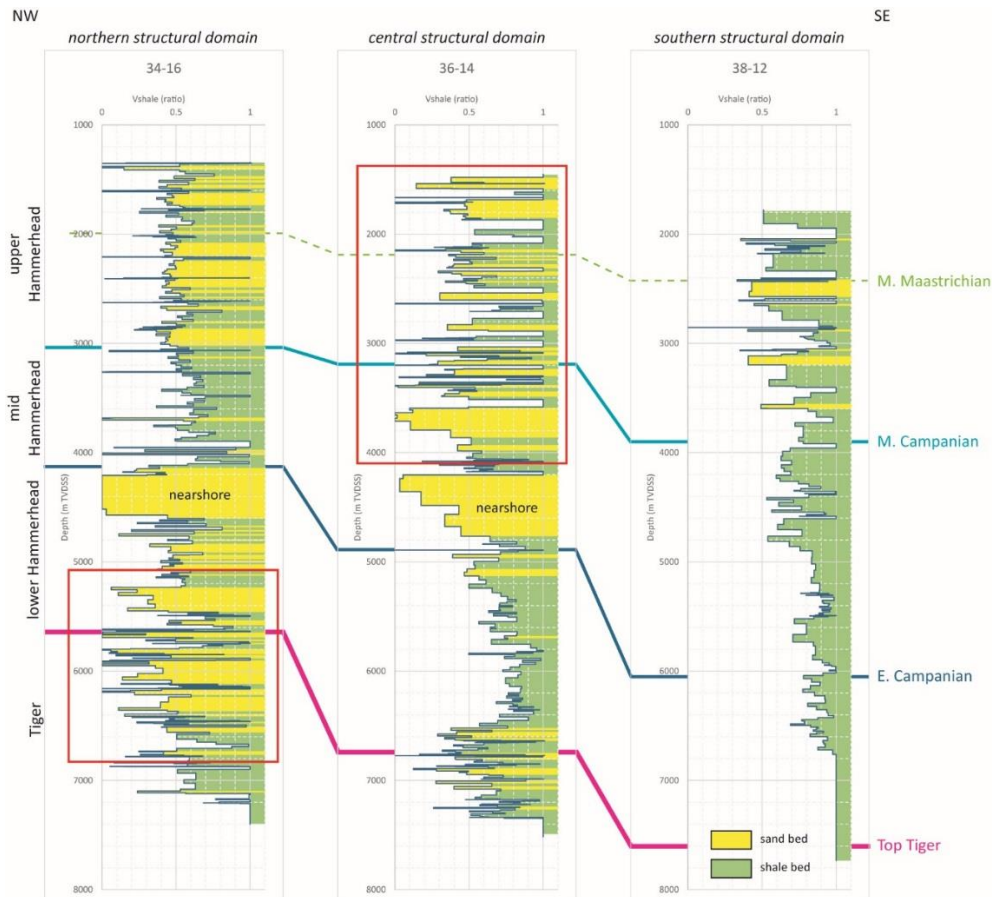 NW
SE
northern structural domain
central structural domain
southern structural domain
34-16
36-14
38-12
Vshale (ratio)
Vshale (ratio)
Vshale (ratio)
0 0.5 1
0 0.5 1
0 0.5 1
1000
1000
1000
2000
2000
2000
3000
3000
3000
4000
4000
4000
5000
5000
5000
6000
6000
6000
7000
7000
7000
8000
8000
8000
Depth (m TVDSS)
Depth (m TVDSS)
Depth (m TVDSS)
upper
Hammerhead
mid
Hammerhead
lower Hammerhead
Tiger
nearshore
nearshore
M. Maastrichian
M. Campanian
E. Campanian
Top Tiger
sand bed
shale bed